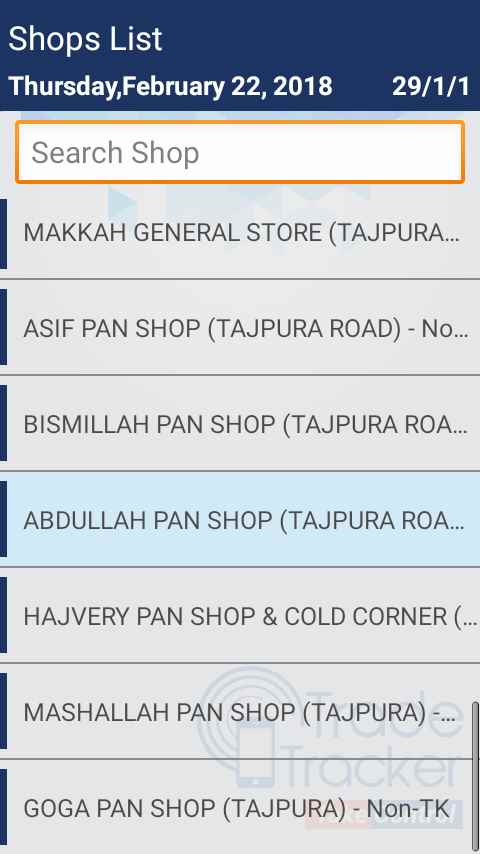 Shops List
Thursday,February 22, 2018 29/1/1
Search Shop
MAKKAH GENERAL STORE (TAJPURA...
ASIF PAN SHOP (TAJPURA ROAD) - No...
BISMILLAH PAN SHOP (TAJPURA ROA...
ABDULLAH PAN SHOP (TAJPURA ROA...
HAJVERY PAN SHOP & COLD CORNER (...
MASHALLAH PAN SHOP (TAJPURA) -...
Trade
Tracker
GOGA PAN SHOP (TAJPURA) - Non-TK
Take Control